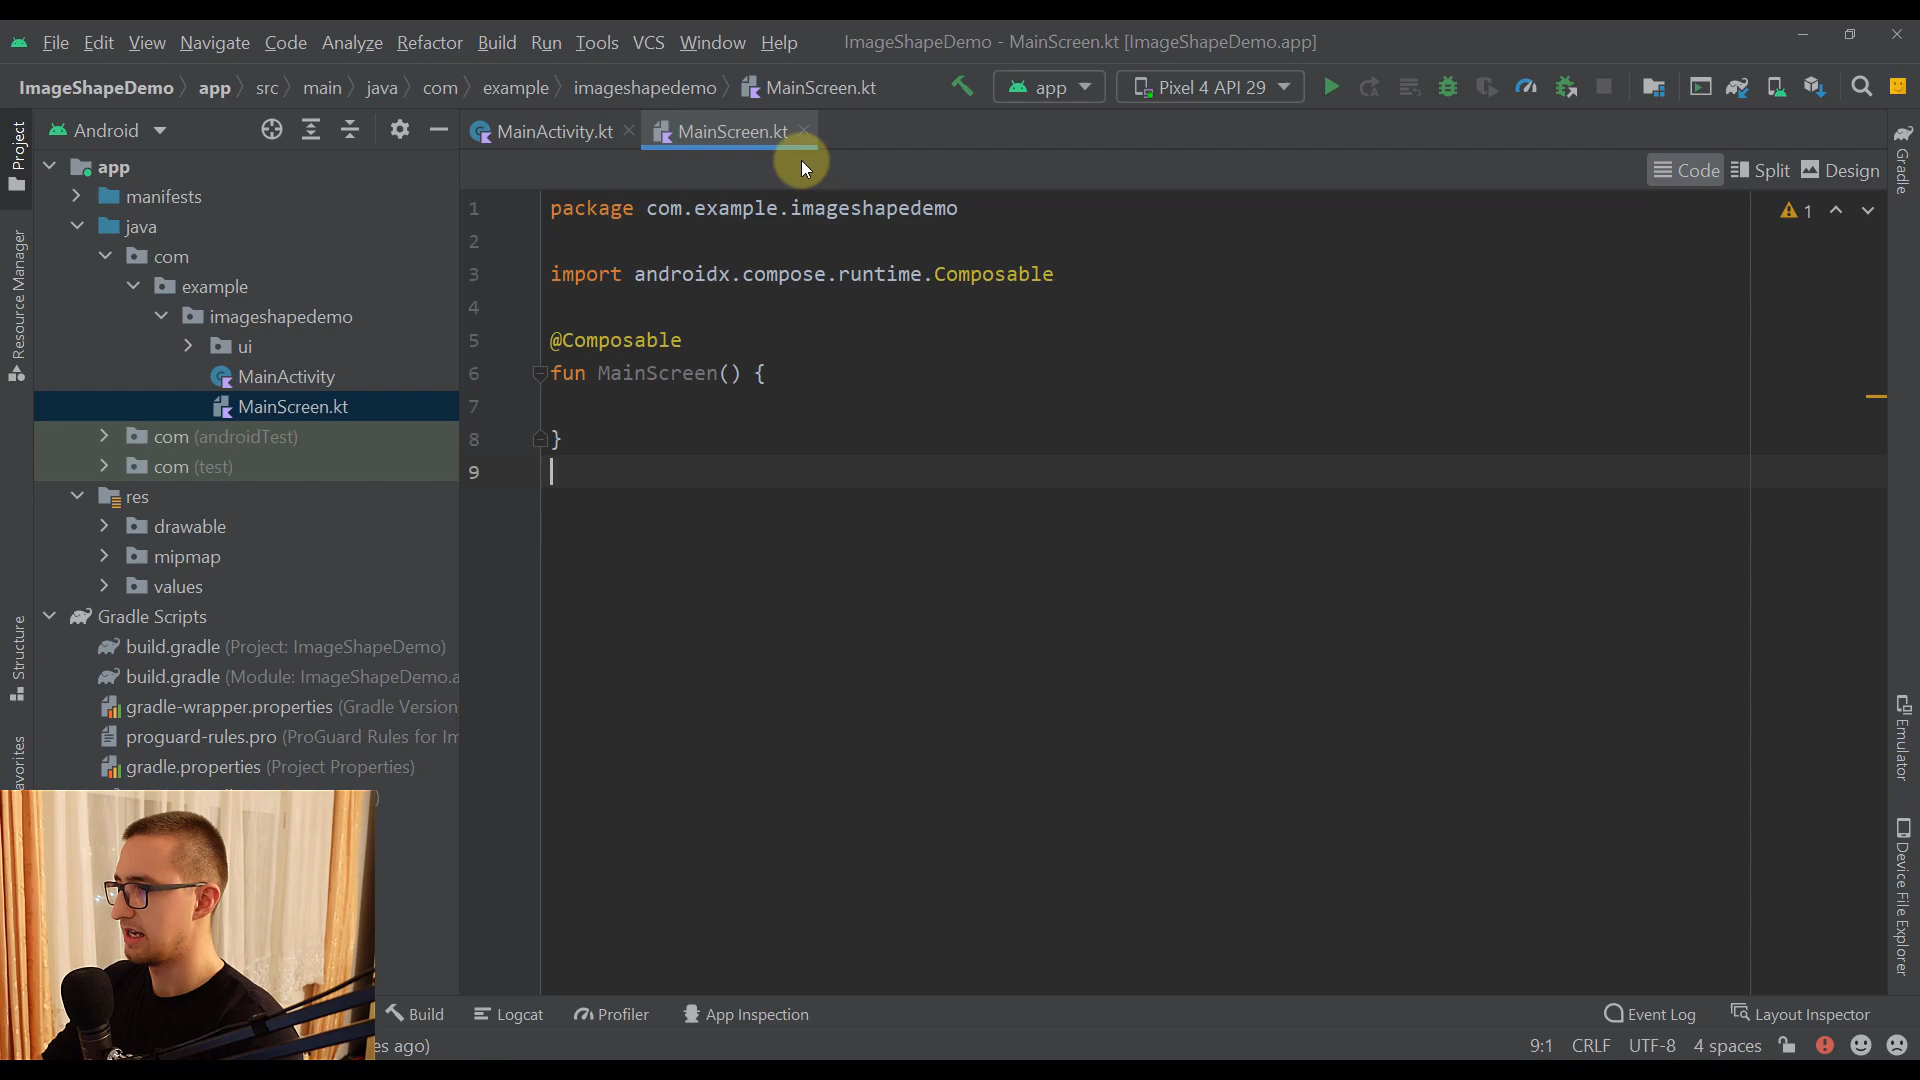 File Edit View Navigate Code Analyze Refactor Build Run Tools VCS Window Help ImageShapeDemo - MainScreen.kt [ImageShapeDemo.app]
ImageShapeDemo app src main java com example imageshapedemo MainScreen.kt app Pixel 4 API 29
Project
Android
MainActivity.kt
MainScreen.kt
Code Split Design
Gradle
Resource Manager
app
manifests
java
com
example
imageshapedemo
ui
MainActivity
MainScreen.kt
com (androidTest)
com (test)
res
drawable
mipmap
values
Gradle Scripts
build.gradle (Project: ImageShapeDemo)
build.gradle (Module: ImageShapeDemo.a
gradle-wrapper.properties (Gradle Version
proguard-rules.pro (ProGuard Rules for Im
gradle.properties (Project Properties)
Structure
avorites
1 package com.example.imageshapedemo
2
3 import androidx.compose.runtime.Composable
4
5 @Composable
6 fun MainScreen() {
7
8 }
9
1
Emulator
Device File Explorer
Build Logcat Profiler App Inspection Event Log Layout Inspector
es ago) 9:1 CRLF UTF-8 4 spaces